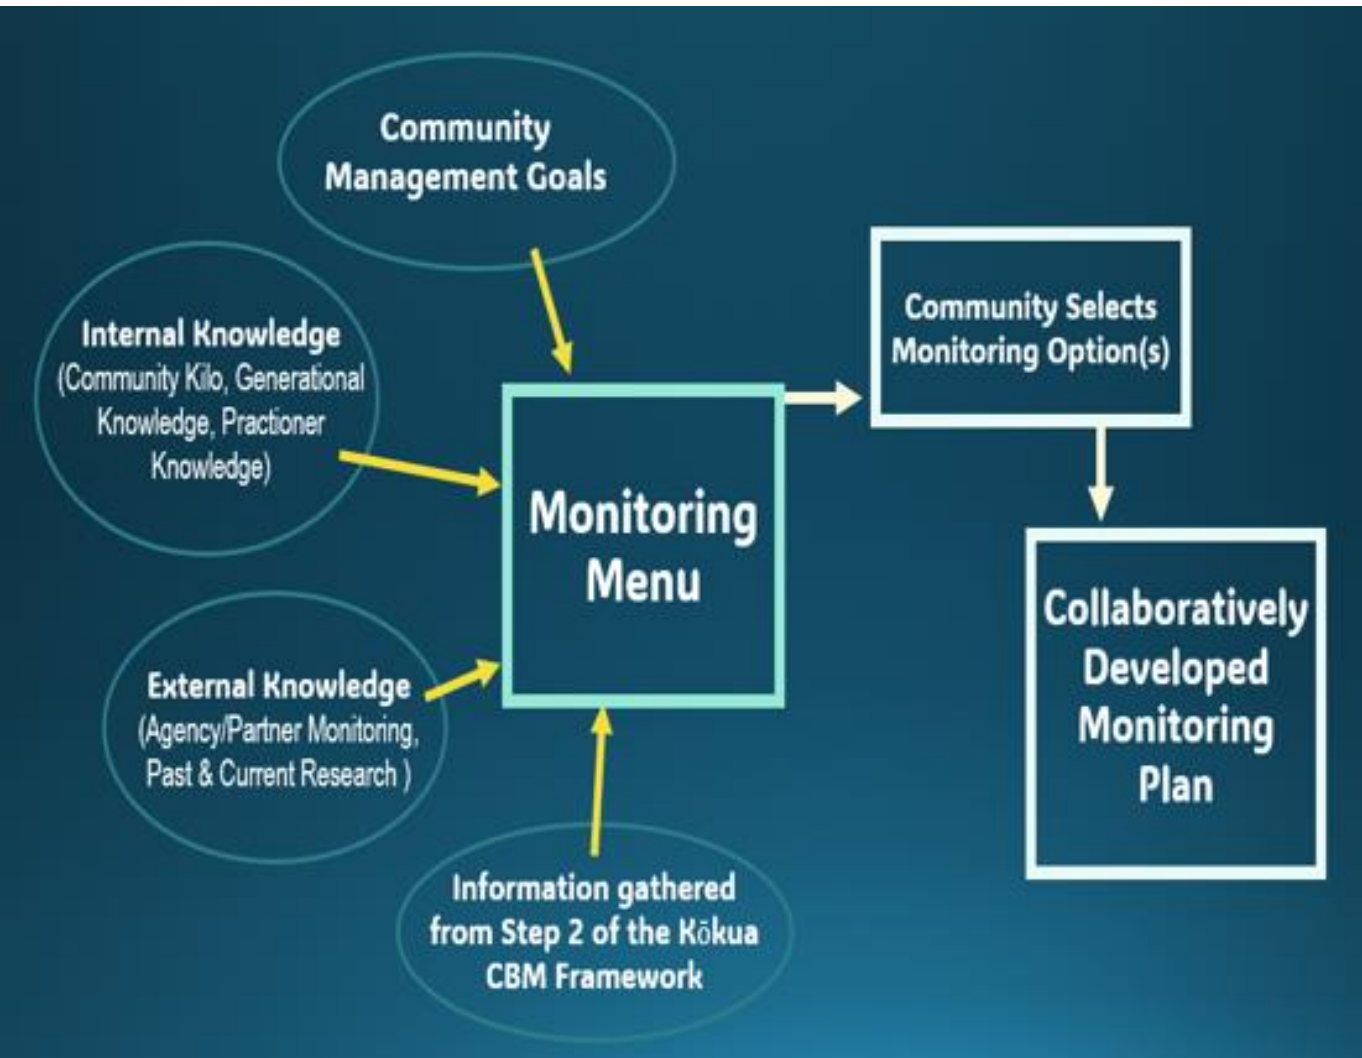 Community
Management Goals
Internal Knowledge
(Community Kilo, Generational
Knowledge, Practioner
Knowledge)
External Knowledge
(Agency/Partner Monitoring,
Past & Current Research )
Information gathered
from Step 2 of the Kōkua
CBM Framework
Monitoring
Menu
Community Selects
Monitoring Option(s)
Collaboratively
Developed
Monitoring
Plan